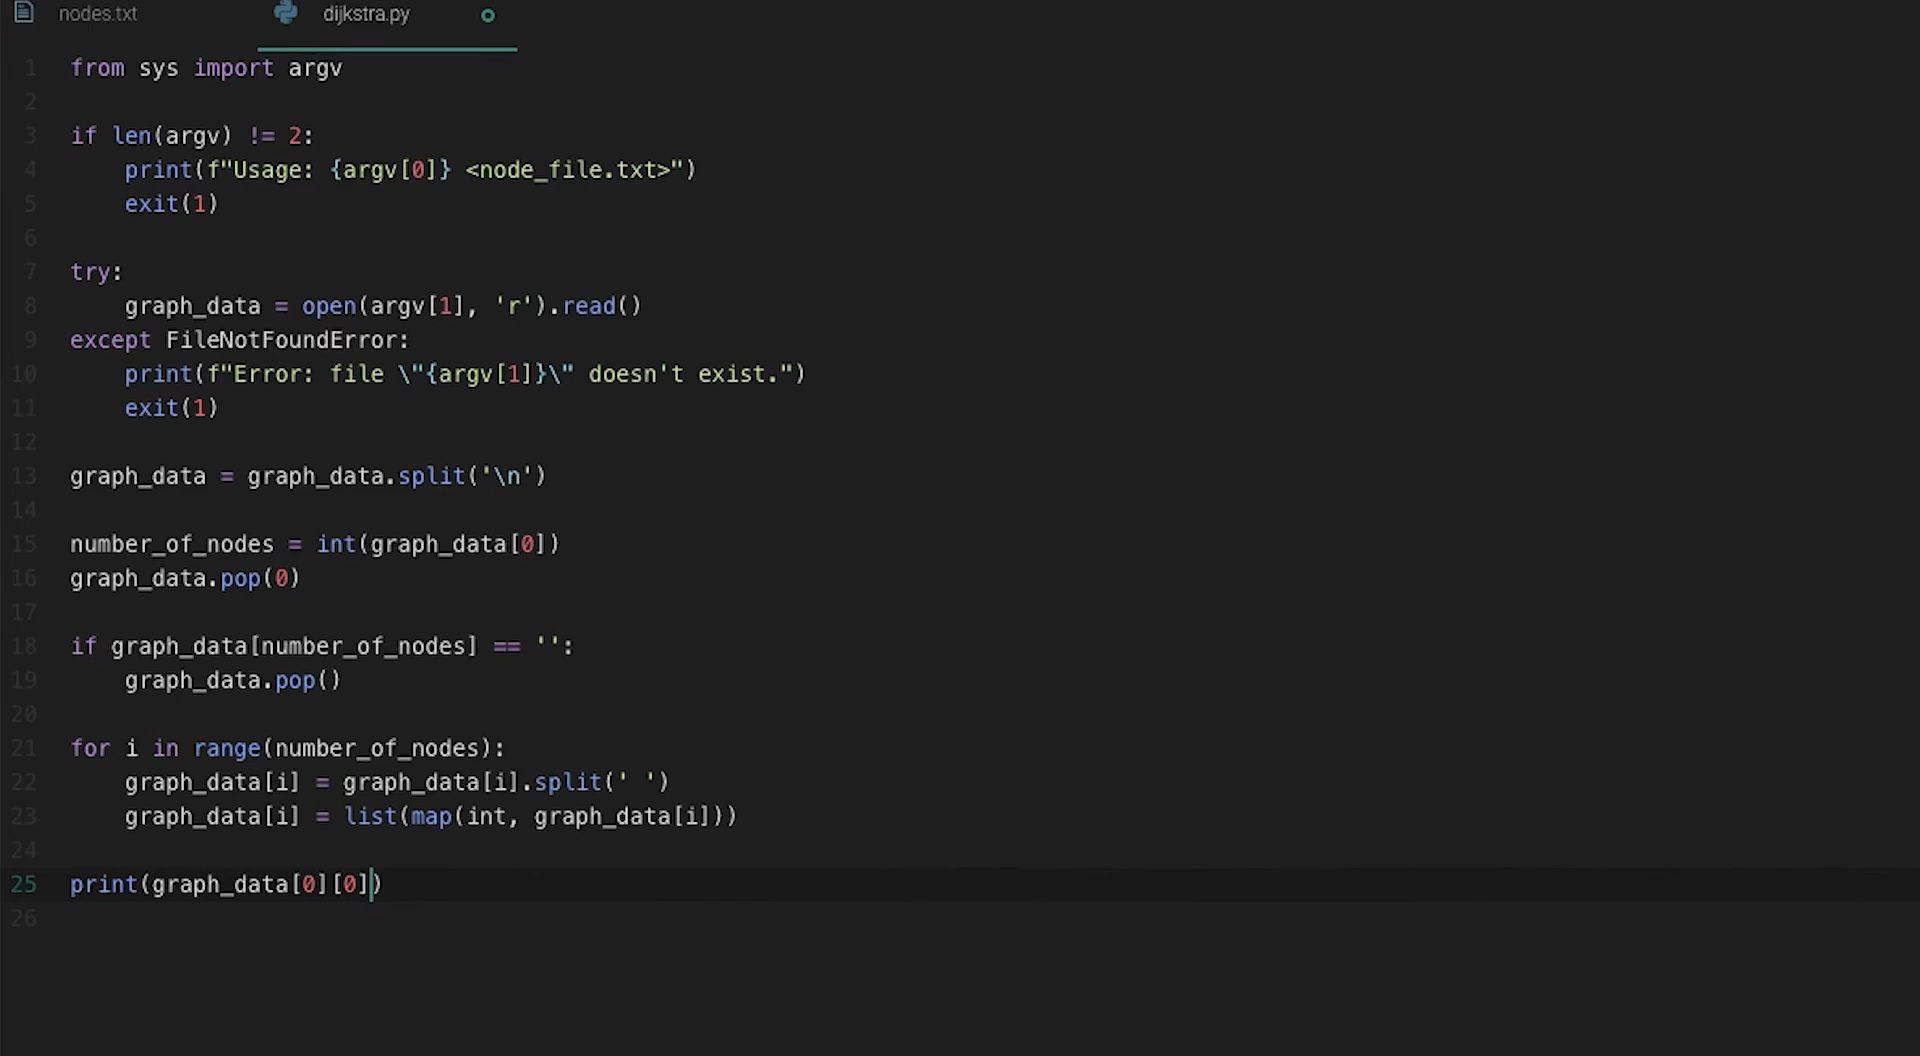 nodes.txt dijkstra.py
1 from sys import argv
2
3 if len(argv) != 2:
4     print(f"Usage: {argv[0]} <node_file.txt>")
5     exit(1)
6
7 try:
8     graph_data = open(argv[1], 'r').read()
9 except FileNotFoundError:
10     print(f"Error: file \"{argv[1]}\" doesn't exist.")
11     exit(1)
12
13 graph_data = graph_data.split('\n')
14
15 number_of_nodes = int(graph_data[0])
16 graph_data.pop(0)
17
18 if graph_data[number_of_nodes] == '':
19     graph_data.pop()
20
21 for i in range(number_of_nodes):
22     graph_data[i] = graph_data[i].split(' ')
23     graph_data[i] = list(map(int, graph_data[i]))
24
25 print(graph_data[0][0])
26